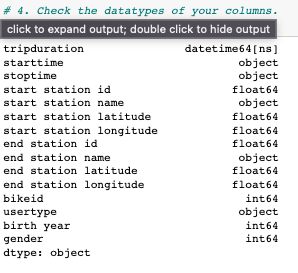 # 4. Check the datatypes of your columns.
click to expand output; double click to hide output
tripduration datetime64[ns]
starttime object
stoptime object
start station id float64
start station name object
start station latitude float64
start station longitude float64
end station id float64
end station name object
end station latitude float64
end station longitude float64
bikeid int64
usertype object
birth year int64
gender int64
dtype: object